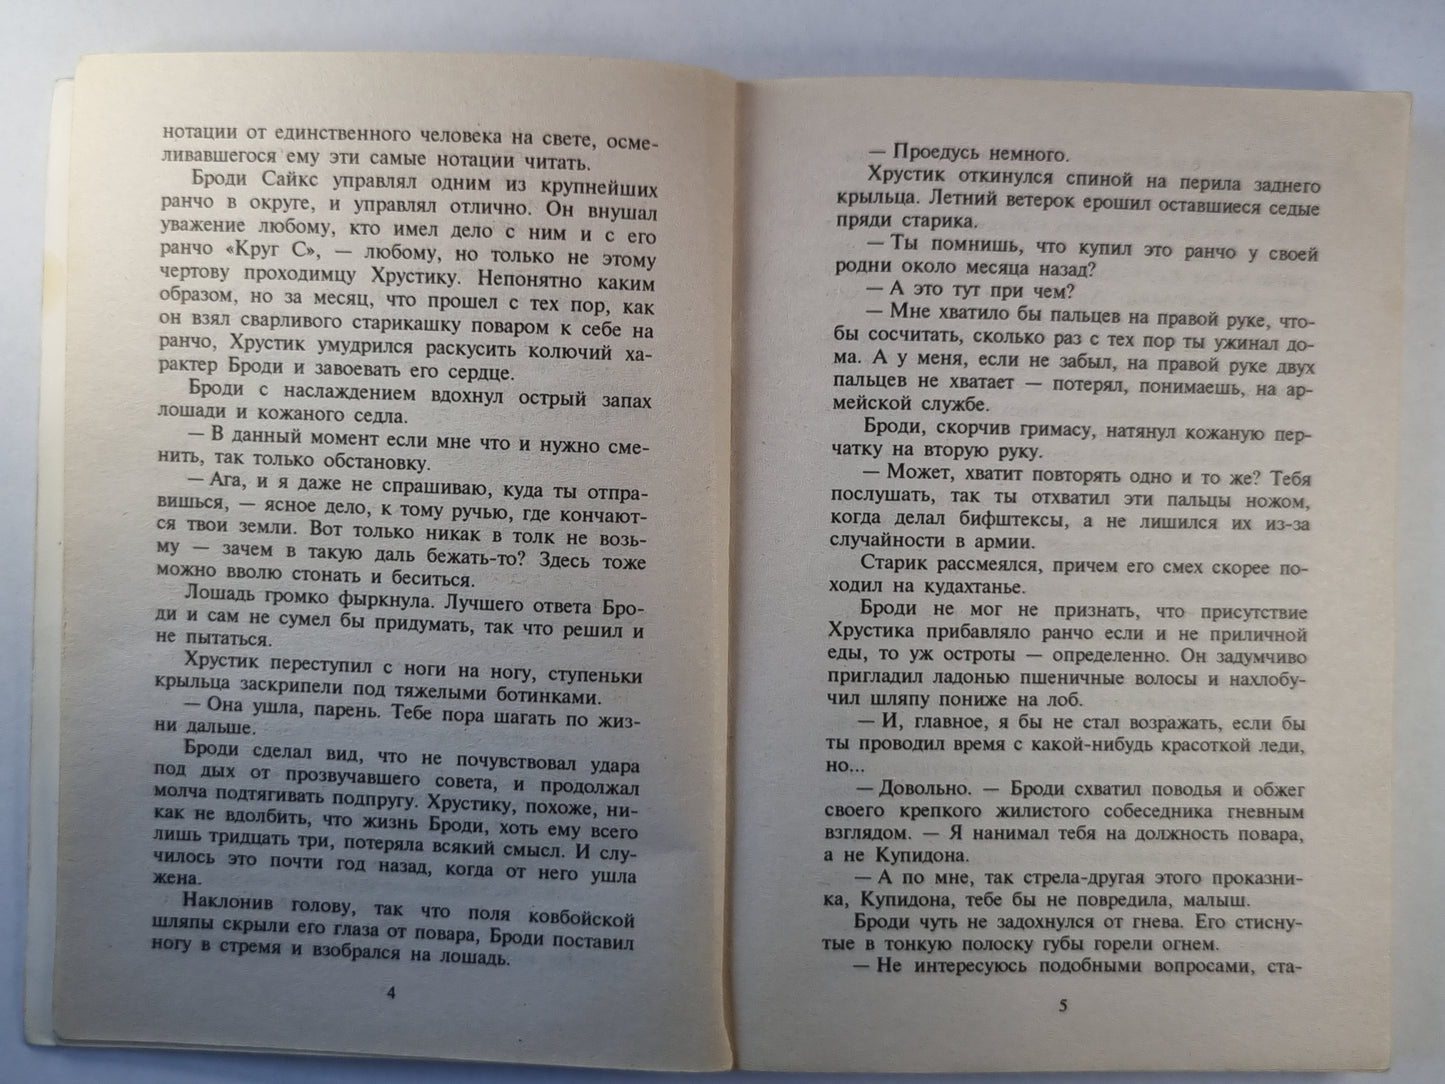 нотации от единственного человека на свете, осме-
ливавшегося ему эти самые нотации читать.
Броди Сайкс управлял одним из крупнейших
ранчо в округе, и управлял отлично. Он внушал
уважение любому, кто имел дело с ним и с его
ранчо «Круг С», — любому, но только не этому
чертову проходимцу Хрустику. Непонятно каким
образом, но за месяц, что прошел с тех пор, как
он взял сварливого старикашку поваром к себе на
ранчо, Хрустик умудрился раскусить колючий ха-
рактер Броди и завоевать его сердце.
Броди с наслаждением вдохнул острый запах
лошади и кожаного седла.
— В данный момент если мне что и нужно сме-
нить, так только обстановку.
— Ага, и я даже не спрашиваю, куда ты отпра-
вишься, — ясное дело, к тому ручью, где кончают-
ся твои земли. Вот только никак в толк не возь-
му — зачем в такую даль бежать-то? Здесь тоже
можно вволю стонать и беситься.
Лошадь громко фыркнула. Лучшего ответа Бро-
ди и сам не сумел бы придумать, так что решил и
не пытаться.
Хрустик переступил с ноги на ногу, ступеньки
крыльца заскрипели под тяжелыми ботинками.
— Она ушла, парень. Тебе пора шагать по жиз-
ни дальше.
Броди сделал вид, что не почувствовал удара
под дых от прозвучавшего совета, и продолжал
молча подтягивать подпругу. Хрустику, похоже, ни-
как не вдолбить, что жизнь Броди, хоть ему всего
лишь тридцать три, потеряла всякий смысл. И слу-
чилось это почти год назад, когда от него ушла
жена.
Наклонив голову, так что поля ковбойской
шляпы скрыли его глаза от повара, Броди поставил
ногу в стремя и взобрался на лошадь.
4
— Проедусь немного.
Хрустик откинулся спиной на перила заднего
крыльца. Летний ветерок ерошил оставшиеся седые
пряди старика.
— Ты помнишь, что купил это ранчо у своей
родни около месяца назад?
— А это тут при чем?
— Мне хватило бы пальцев на правой руке, что-
бы сосчитать, сколько раз с тех пор ты ужинал до-
ма. А у меня, если не забыл, на правой руке двух
пальцев не хватает — потерял, понимаешь, на ар-
мейской службе.
Броди, скорчив гримасу, натянул кожаную пер-
чатку на вторую руку.
— Может, хватит повторять одно и то же? Тебя
послушать, так ты отхватил эти пальцы ножом,
когда делал бифштексы, а не лишился их из-за
случайности в армии.
Старик рассмеялся, причем его смех скорее по-
ходил на кудахтанье.
Броди не мог не признать, что присутствие
Хрустика прибавляло ранчо если и не приличной
еды, то уж остроты — определенно. Он задумчиво
пригладил ладонью пшеничные волосы и нахлобу-
чил шляпу пониже на лоб.
— И, главное, я бы не стал возражать, если бы
ты проводил время с какой-нибудь красоткой леди,
но...
— Довольно. — Броди схватил поводья и обжег
своего крепкого жилистого собеседника гневным
взглядом. — Я нанимал тебя на должность повара,
а не Купидона.
— А по мне, так стрела-другая этого проказни-
ка, Купидона, тебе бы не повредила, малыш.
Броди чуть не задохнулся от гнева. Его стисну-
тые в тонкую полоску губы горели огнем.
— Не интересуюсь подобными вопросами, ста-
5